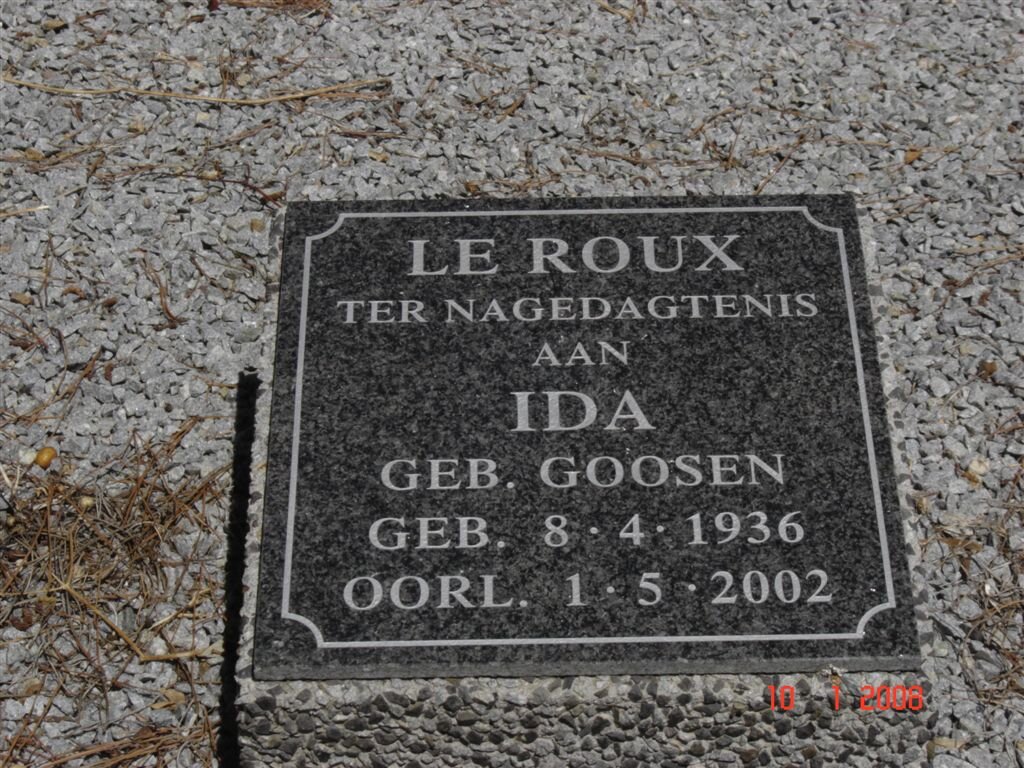 LE ROUX
TER NAGEDAGTENIS
AAN
IDA
GEB. GOOSEN
GEB. 8·4·1936
OORL. 1·5·2002
10 1 2008